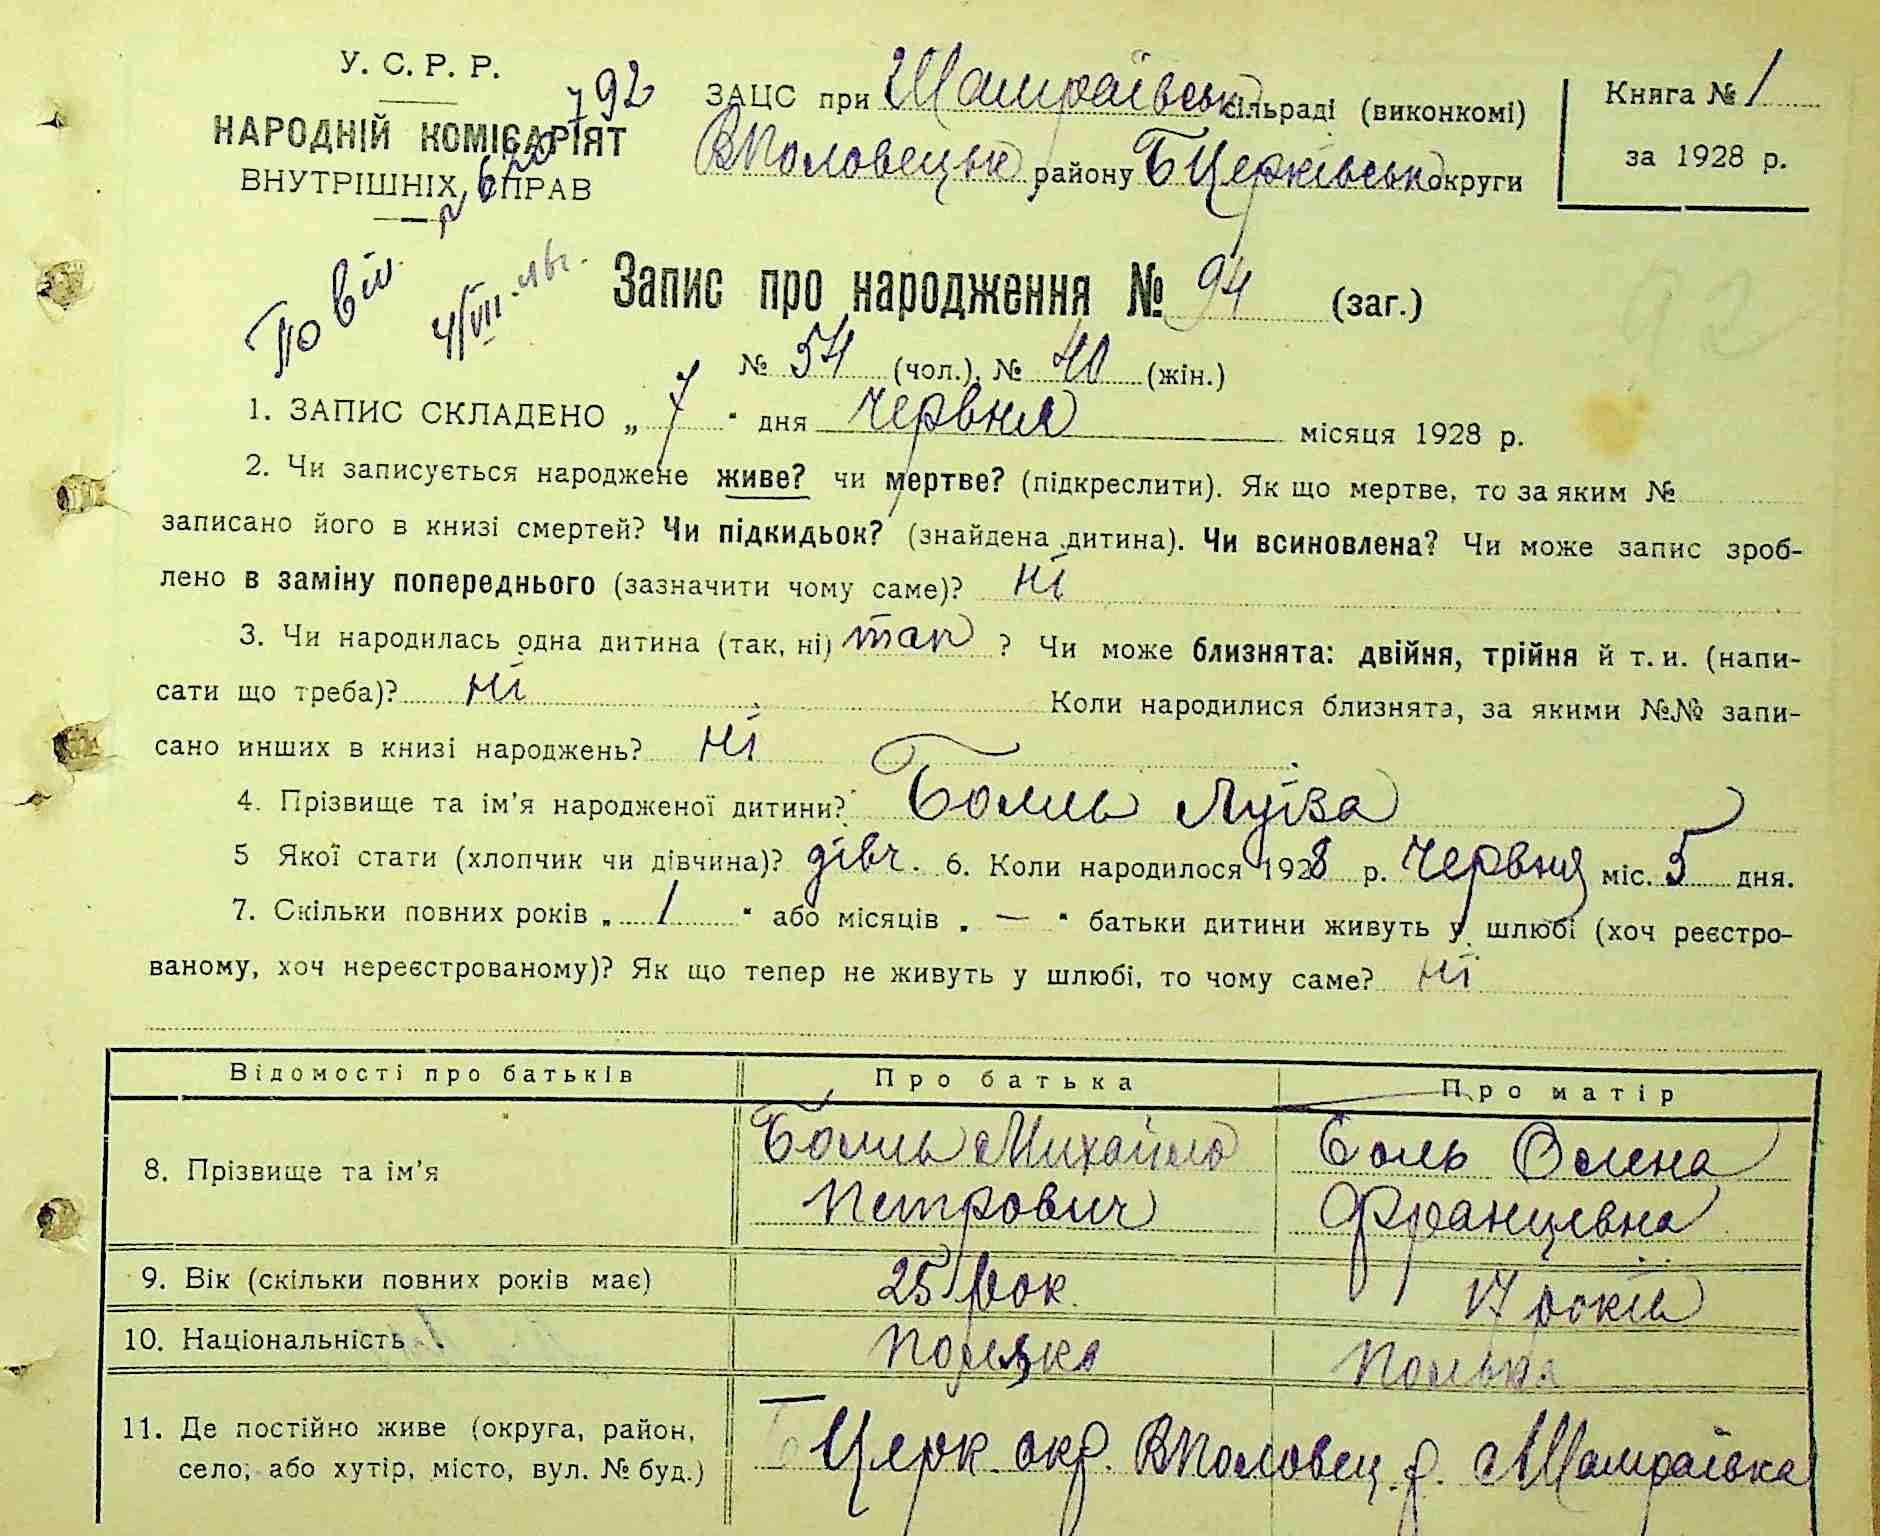 У. С. Р. Р.
НАРОДНІЙ КОМІСАРІЯТ
ВНУТРІШНІХ СПРАВ
792
ЗАЦС при Шамраївськ сільраді (виконкомі)
ВПоловецьк району БЦерківськ округи
Книга № 1
за 1928 р.
4/VIII
Запис про народження № 94 (заг.)
92
№ 54 (чол.), № 40 (жін.)
1. ЗАПИС СКЛАДЕНО „ 7 “ дня червня місяця 1928 р.
2. Чи записується народжене живе? чи мертве? (підкреслити). Як що мертве, то за яким №
записано його в книзі смертей? Чи підкидьок? (знайдена дитина). Чи всиновлена? Чи може запис зроб-
лено в заміну попереднього (зазначити чому саме)? ні
3. Чи народилась одна дитина (так, ні) так ? Чи може близнята: двійня, трійня й т. и. (напи-
сати що треба)? ні Коли народилися близнята, за якими №№ запи-
сано инших в книзі народжень? ні
4. Прізвище та ім’я народженої дитини? Боль Луіза
5 Якої стати (хлопчик чи дівчина)? дівч. 6. Коли народилося 1928 р. Червня міс. 5 дня.
7. Скільки повних років „ 1 “ або місяців „ — “ батьки дитини живуть у шлюбі (хоч реєстро-
ваному, хоч нереєстрованому)? Як що тепер не живуть у шлюбі, то чому саме? ні
Відомості про батьків Про батька Про матір
8. Прізвище та ім’я Боль Михайло Петрович Боль Олена Францівна
9. Вік (скільки повних років має) 25 рок. 17 років
10. Національність Поляка Полька
11. Де постійно живе (округа, район,
село, або хутір, місто, вул. № буд.) БЦерк окр. ВПоловец. р. с Шамраївка